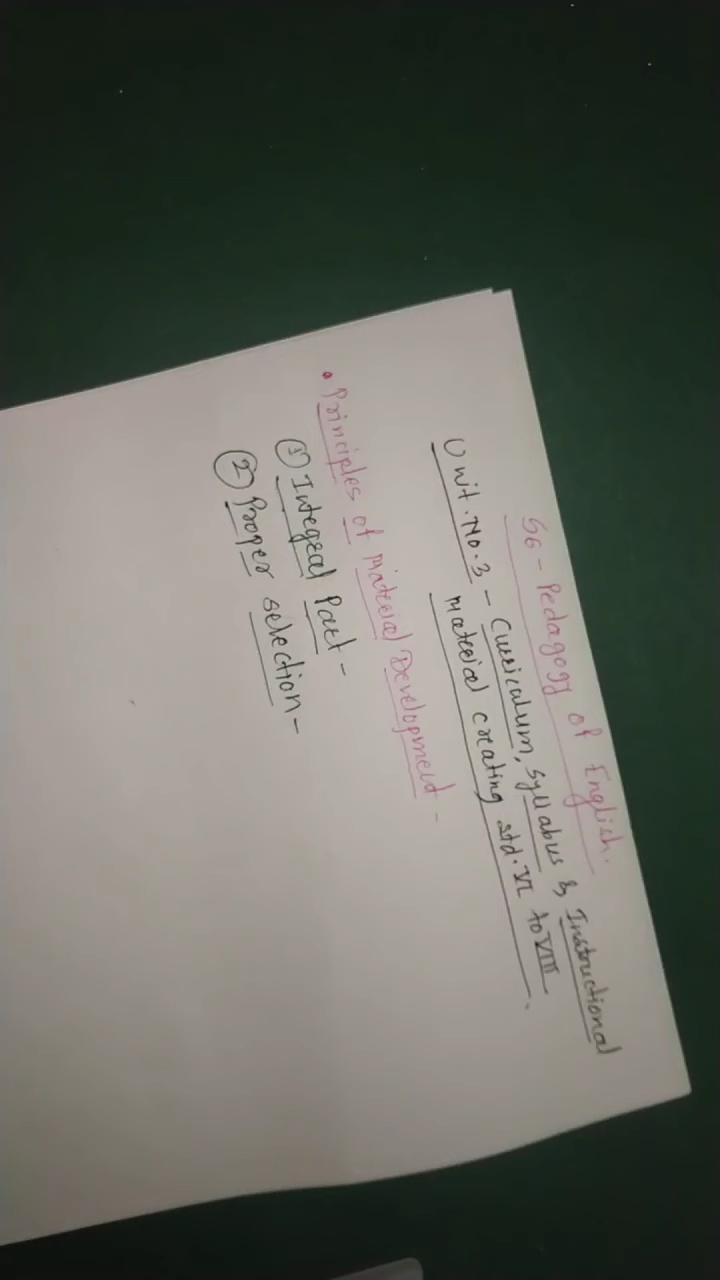 S6 - Pedagogy of English.
Unit. No. 3 - Curriculum, Syllabus & Instructional
Material creating std. VI to VIII.
• Principles of Material Development -
① Integral Part -
② Proper selection -